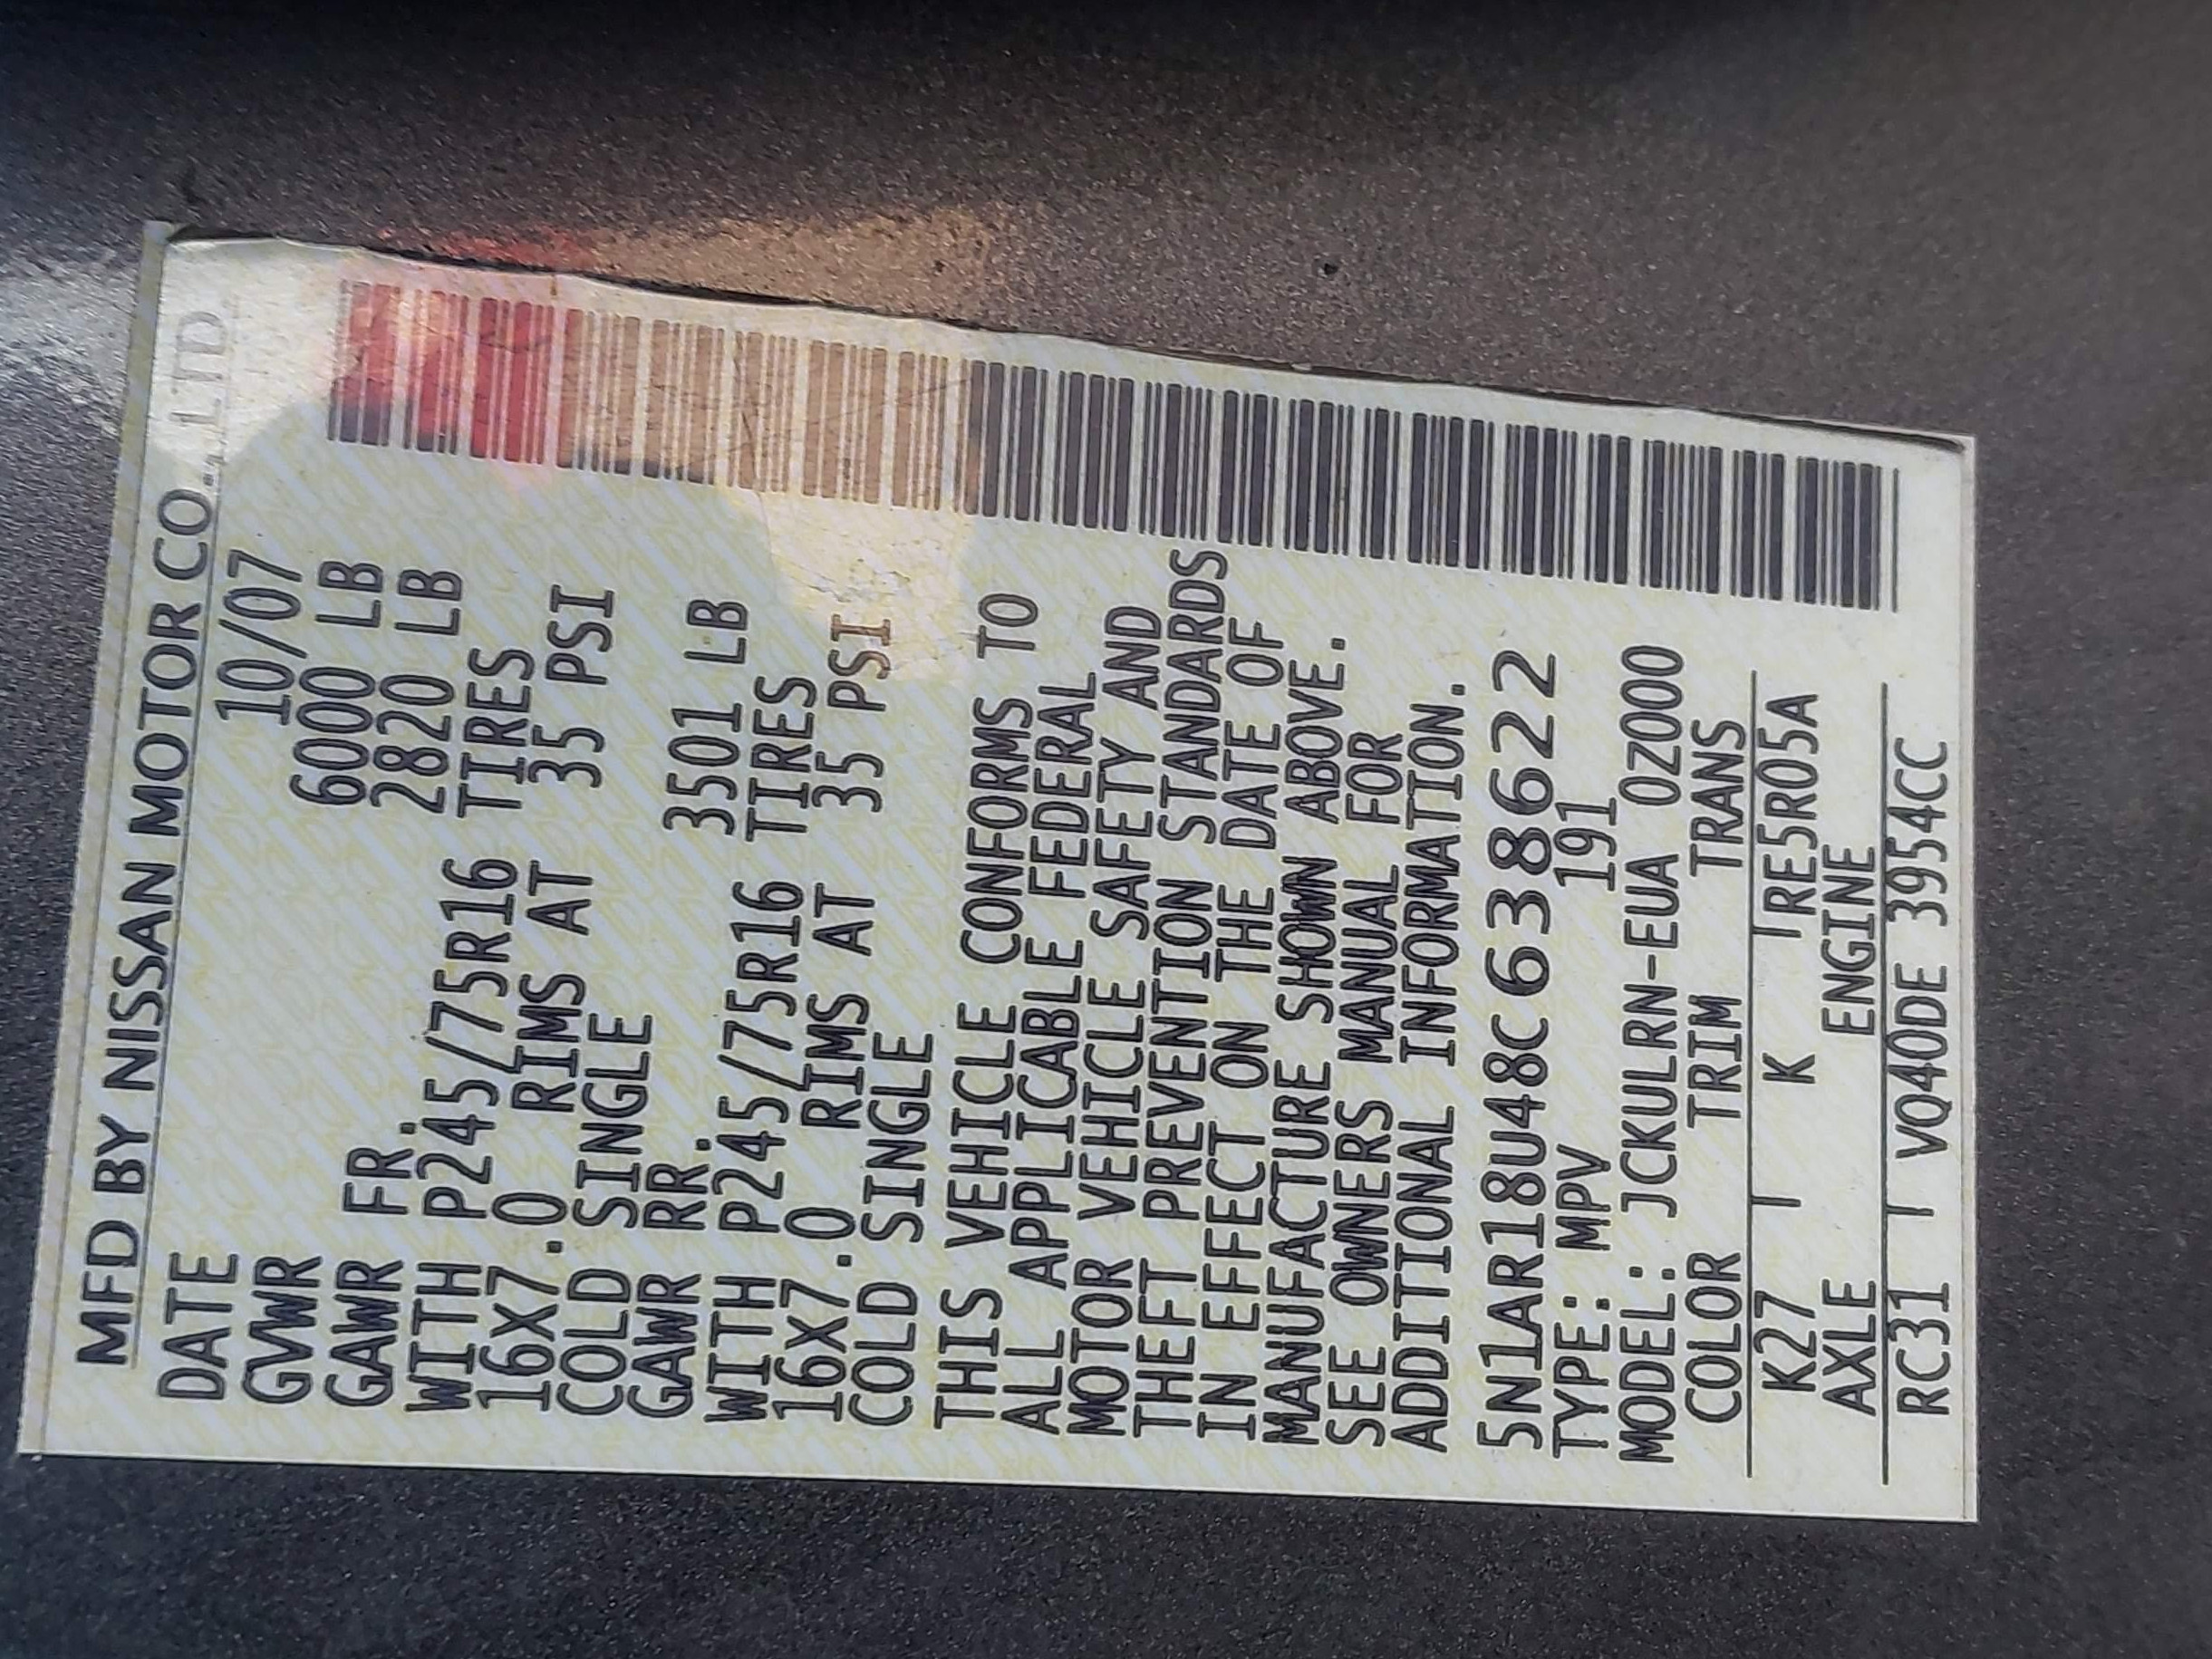 MFD BY NISSAN MOTOR CO., LTD.
DATE 10/07
GVWR 6000 LB
GAWR FR. 2820 LB
WITH P245/75R16 TIRES
16X7.0 RIMS AT 35 PSI
COLD SINGLE
GAWR RR. 3501 LB
WITH P245/75R16 TIRES
16X7.0 RIMS AT 35 PSI
COLD SINGLE
THIS VEHICLE CONFORMS TO
ALL APPLICABLE FEDERAL
MOTOR VEHICLE SAFETY AND
THEFT PREVENTION STANDARDS
IN EFFECT ON THE DATE OF
MANUFACTURE SHOWN ABOVE.
SEE OWNERS MANUAL FOR
ADDITIONAL INFORMATION.
5N1AR18U48C638622
TYPE: MPV 191
MODEL: JCKULRN-EUA 0Z000
COLOR TRIM TRANS
K27 K RE5R05A
AXLE ENGINE
RC31 VQ40DE 3954CC